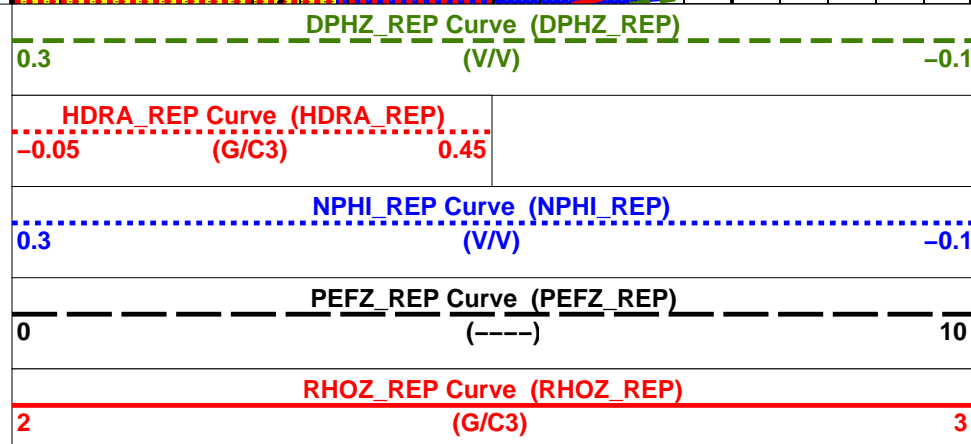 DPHZ_REP Curve (DPHZ_REP)
0.3 (V/V) −0.1
HDRA_REP Curve (HDRA_REP)
−0.05 (G/C3) 0.45
NPHI_REP Curve (NPHI_REP)
0.3 (V/V) −0.1
PEFZ_REP Curve (PEFZ_REP)
0 (−−−−) 10
RHOZ_REP Curve (RHOZ_REP)
2 (G/C3) 3